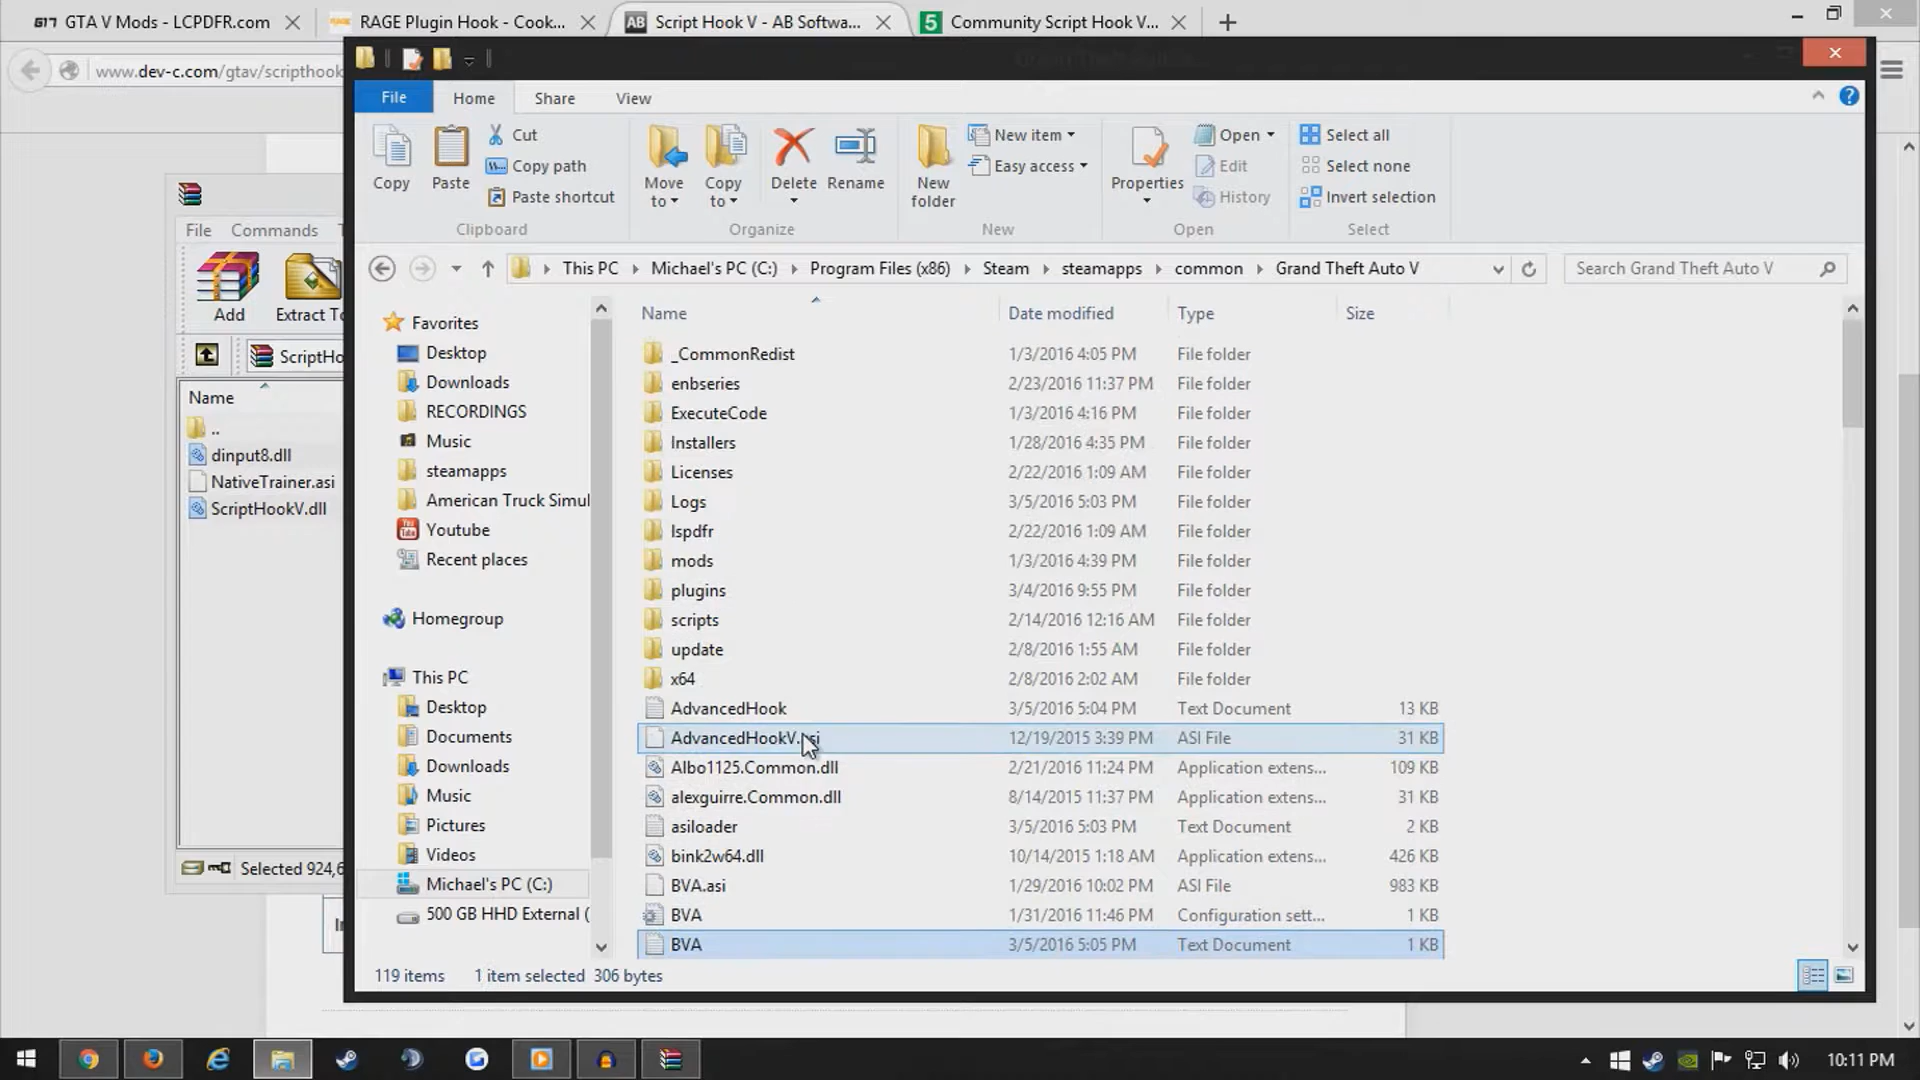 GTA V Mods - LCPDFR.com
RAGE Plugin Hook - Cook...
AB Script Hook V - AB Softwa...
5 Community Script Hook V...
www.dev-c.com/gtav/scripthook
File Home Share View
Copy
Paste
Cut
Copy path
Paste shortcut
Move to
Copy to
Delete
Rename
New folder
New item
Easy access
Properties
Open
Edit
History
Select all
Select none
Invert selection
Clipboard Organize New Open Select
This PC Michael's PC (C:) Program Files (x86) Steam steamapps common Grand Theft Auto V
Search Grand Theft Auto V
File Commands
Add Extract To
ScriptHo
Name
..
dinput8.dll
NativeTrainer.asi
ScriptHookV.dll
Selected 924,6
Favorites
Desktop
Downloads
RECORDINGS
Music
steamapps
American Truck Simul
Youtube
Recent places
Homegroup
This PC
Desktop
Documents
Downloads
Music
Pictures
Videos
Michael's PC (C:)
500 GB HHD External (
Name Date modified Type Size
_CommonRedist 1/3/2016 4:05 PM File folder
enbseries 2/23/2016 11:37 PM File folder
ExecuteCode 1/3/2016 4:16 PM File folder
Installers 1/28/2016 4:35 PM File folder
Licenses 2/22/2016 1:09 AM File folder
Logs 3/5/2016 5:03 PM File folder
lspdfr 2/22/2016 1:09 AM File folder
mods 1/3/2016 4:39 PM File folder
plugins 3/4/2016 9:55 PM File folder
scripts 2/14/2016 12:16 AM File folder
update 2/8/2016 1:55 AM File folder
x64 2/8/2016 2:02 AM File folder
AdvancedHook 3/5/2016 5:04 PM Text Document 13 KB
AdvancedHookV.asi 12/19/2015 3:39 PM ASI File 31 KB
Albo1125.Common.dll 2/21/2016 11:24 PM Application extens... 109 KB
alexguirre.Common.dll 8/14/2015 11:37 PM Application extens... 31 KB
asiloader 3/5/2016 5:03 PM Text Document 2 KB
bink2w64.dll 10/14/2015 1:18 AM Application extens... 426 KB
BVA.asi 1/29/2016 10:02 PM ASI File 983 KB
BVA 1/31/2016 11:46 PM Configuration sett... 1 KB
BVA 3/5/2016 5:05 PM Text Document 1 KB
119 items 1 item selected 306 bytes
10:11 PM